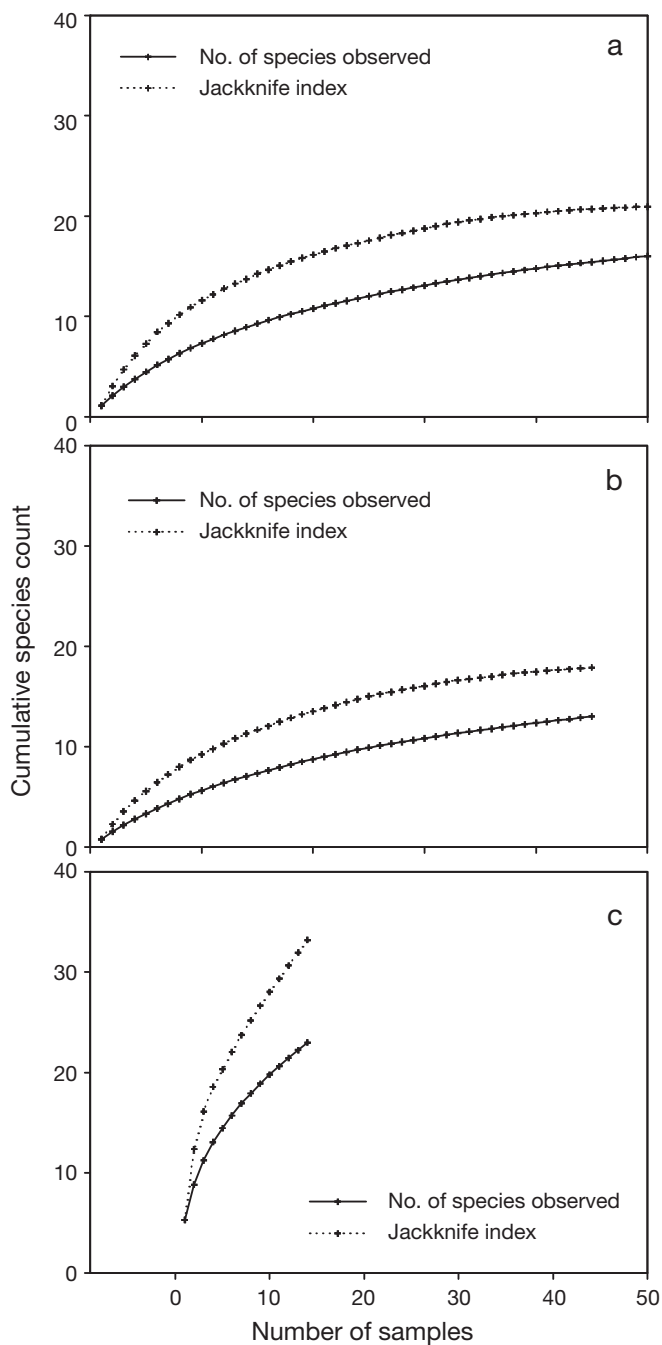 40
a
No. of species observed
Jackknife index
30
20
10
0
40
b
No. of species observed
Jackknife index
30
20
10
0
Cumulative species count
40
c
30
20
10
No. of species observed
Jackknife index
0
0 10 20 30 40 50
Number of samples